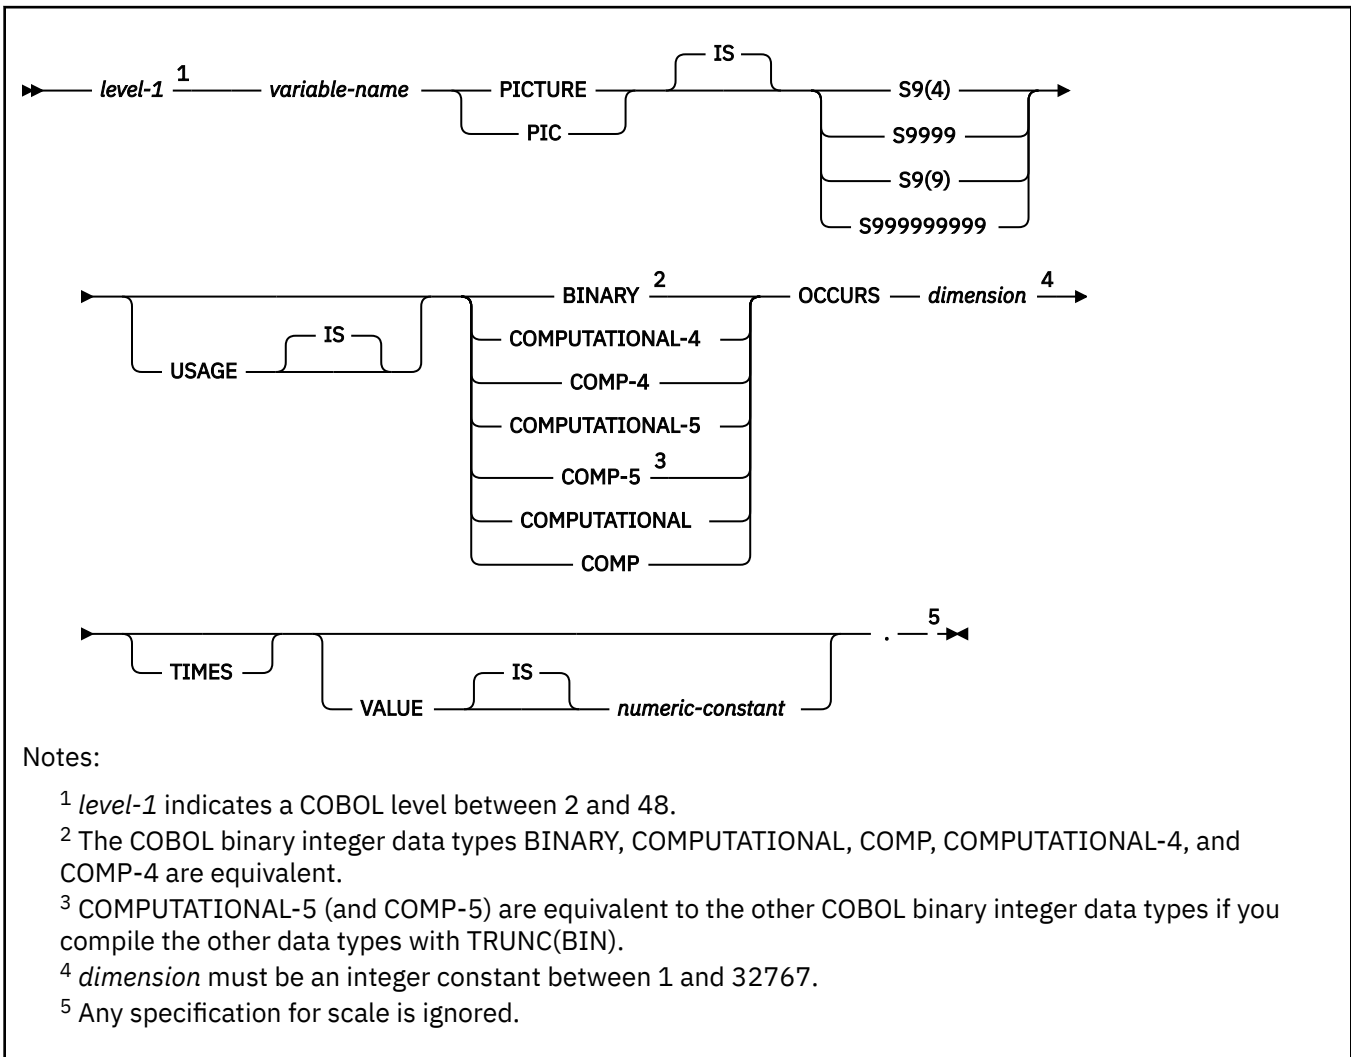 IS
level-1 1 variable-name PICTURE S9(4)
PIC S9999
S9(9)
S999999999
BINARY 2 OCCURS dimension 4
IS COMPUTATIONAL-4
USAGE COMP-4
COMPUTATIONAL-5
COMP-5 3
COMPUTATIONAL
COMP
. 5
TIMES IS
VALUE numeric-constant
Notes:
1 level-1 indicates a COBOL level between 2 and 48.
2 The COBOL binary integer data types BINARY, COMPUTATIONAL, COMP, COMPUTATIONAL-4, and
COMP-4 are equivalent.
3 COMPUTATIONAL-5 (and COMP-5) are equivalent to the other COBOL binary integer data types if you
compile the other data types with TRUNC(BIN).
4 dimension must be an integer constant between 1 and 32767.
5 Any specification for scale is ignored.